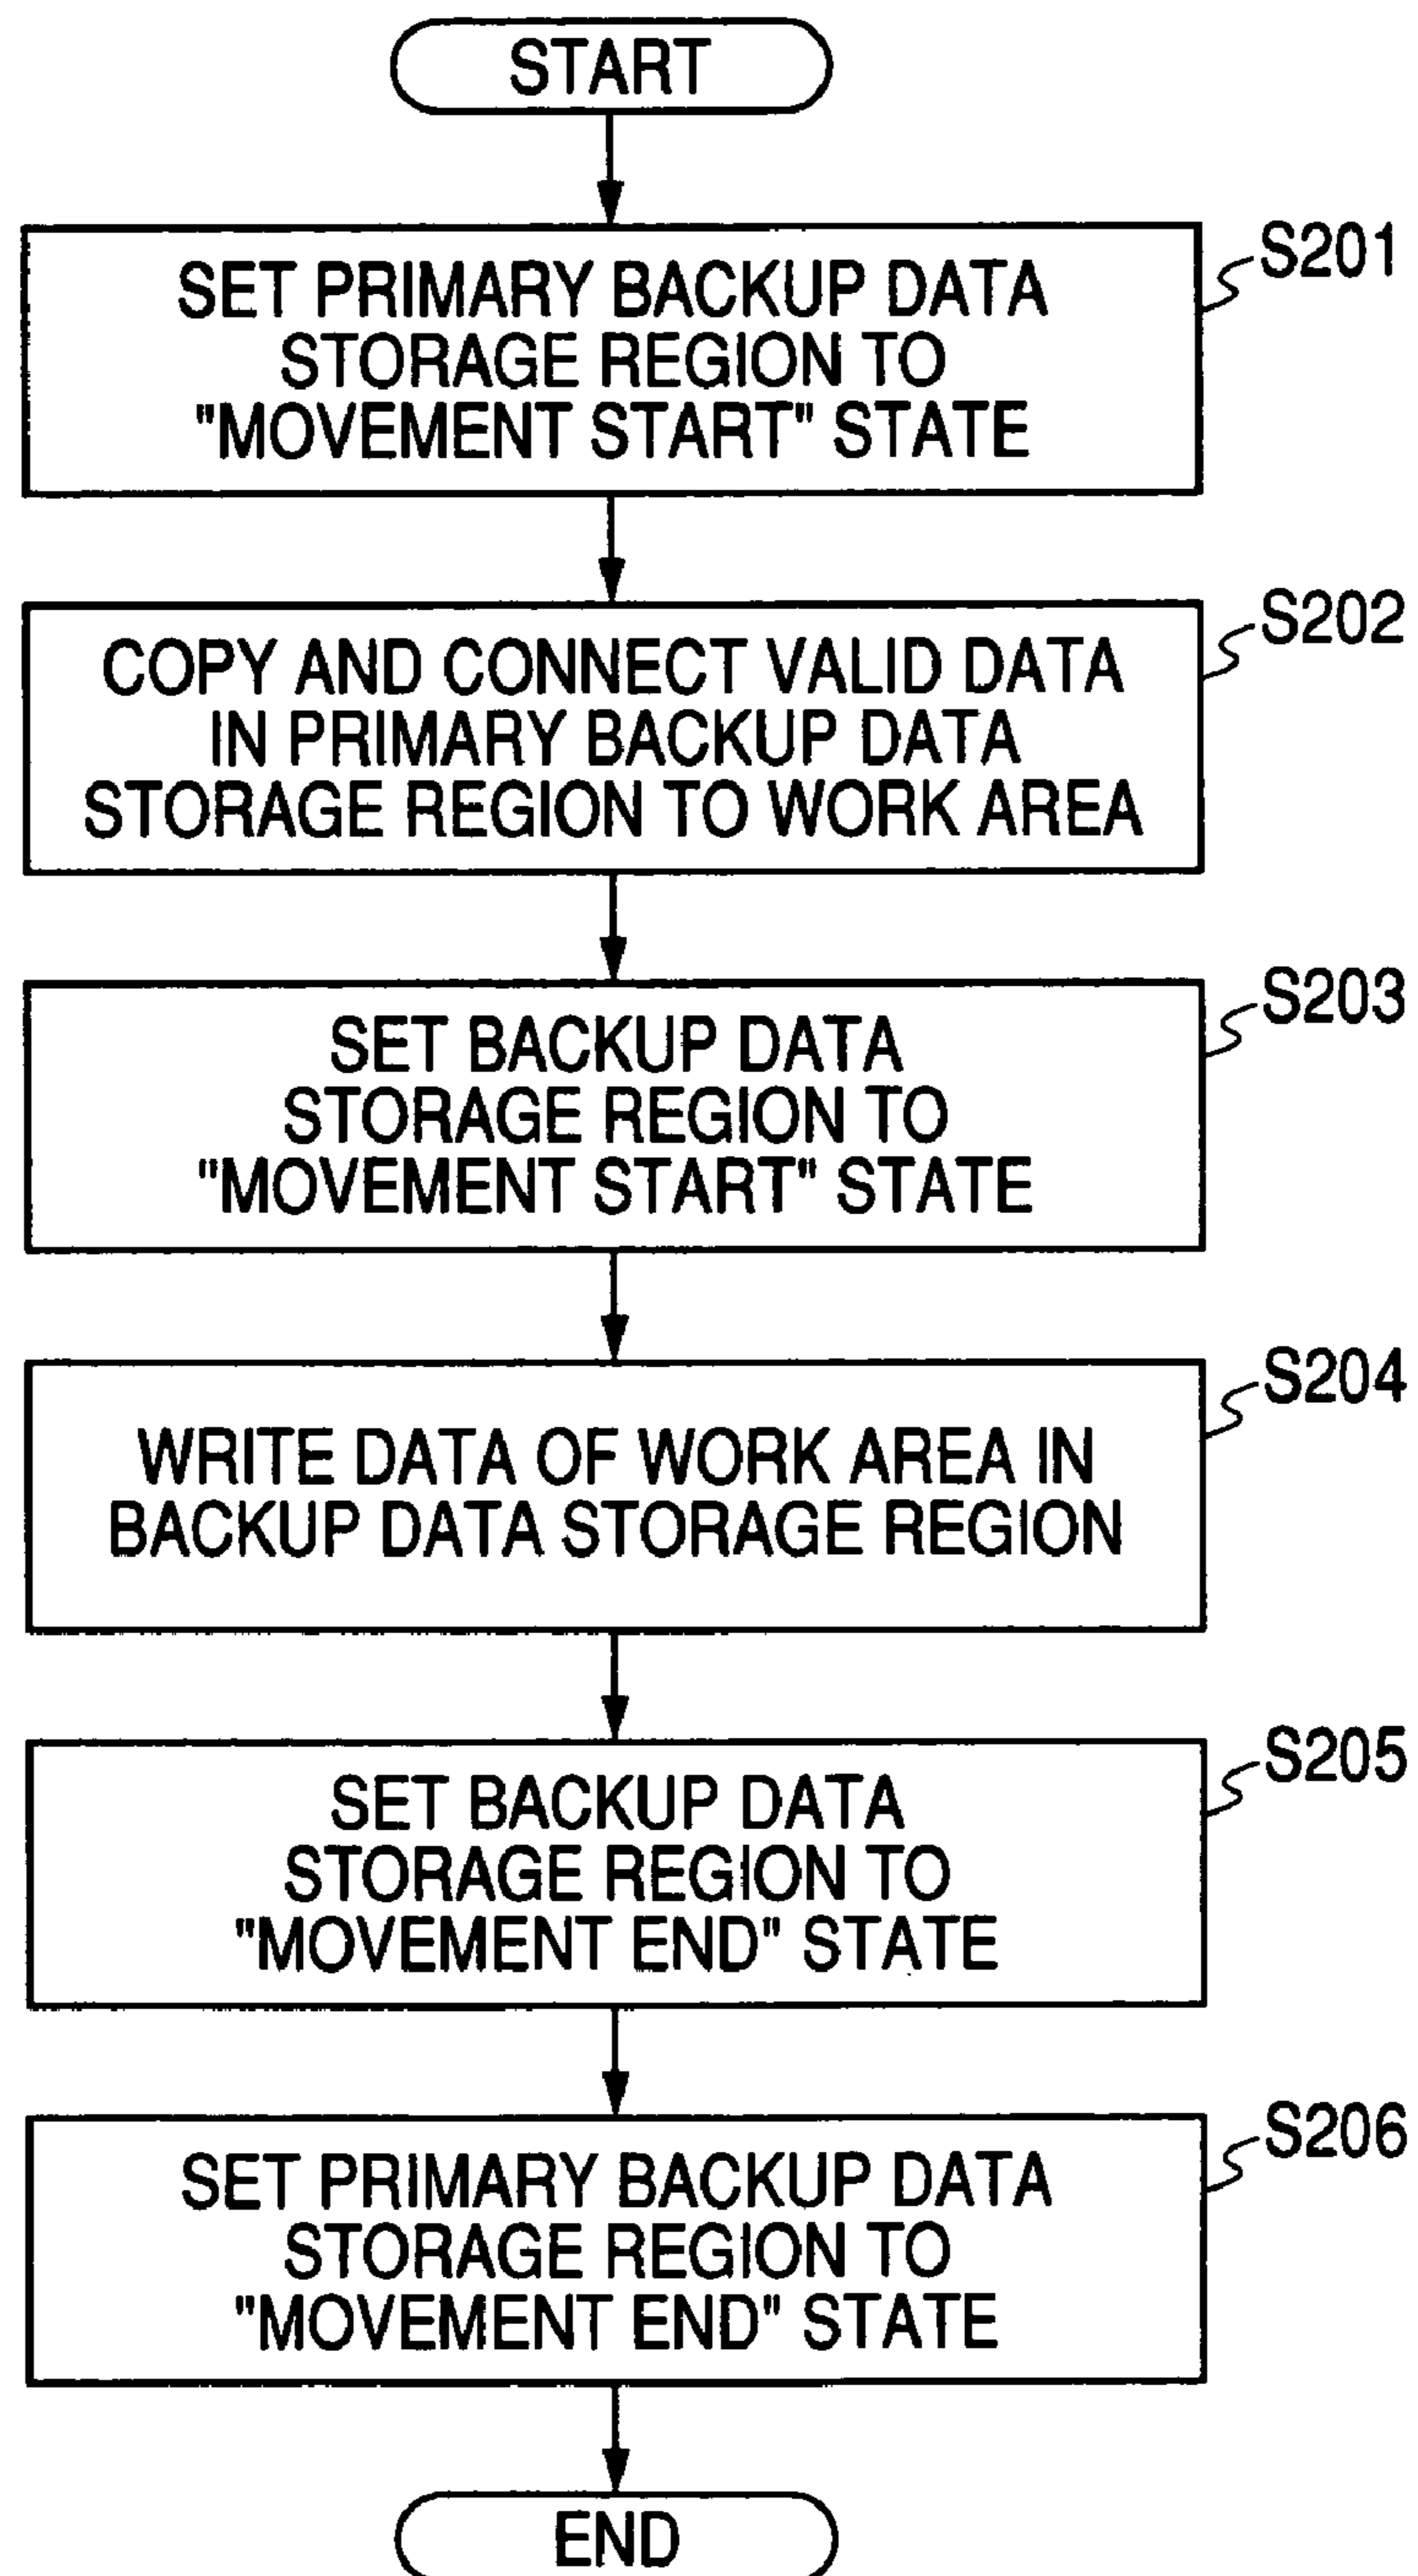 START
S201
SET PRIMARY BACKUP DATA
STORAGE REGION TO
"MOVEMENT START" STATE
S202
COPY AND CONNECT VALID DATA
IN PRIMARY BACKUP DATA
STORAGE REGION TO WORK AREA
S203
SET BACKUP DATA
STORAGE REGION TO
"MOVEMENT START" STATE
S204
WRITE DATA OF WORK AREA IN
BACKUP DATA STORAGE REGION
S205
SET BACKUP DATA
STORAGE REGION TO
"MOVEMENT END" STATE
S206
SET PRIMARY BACKUP DATA
STORAGE REGION TO
"MOVEMENT END" STATE
END